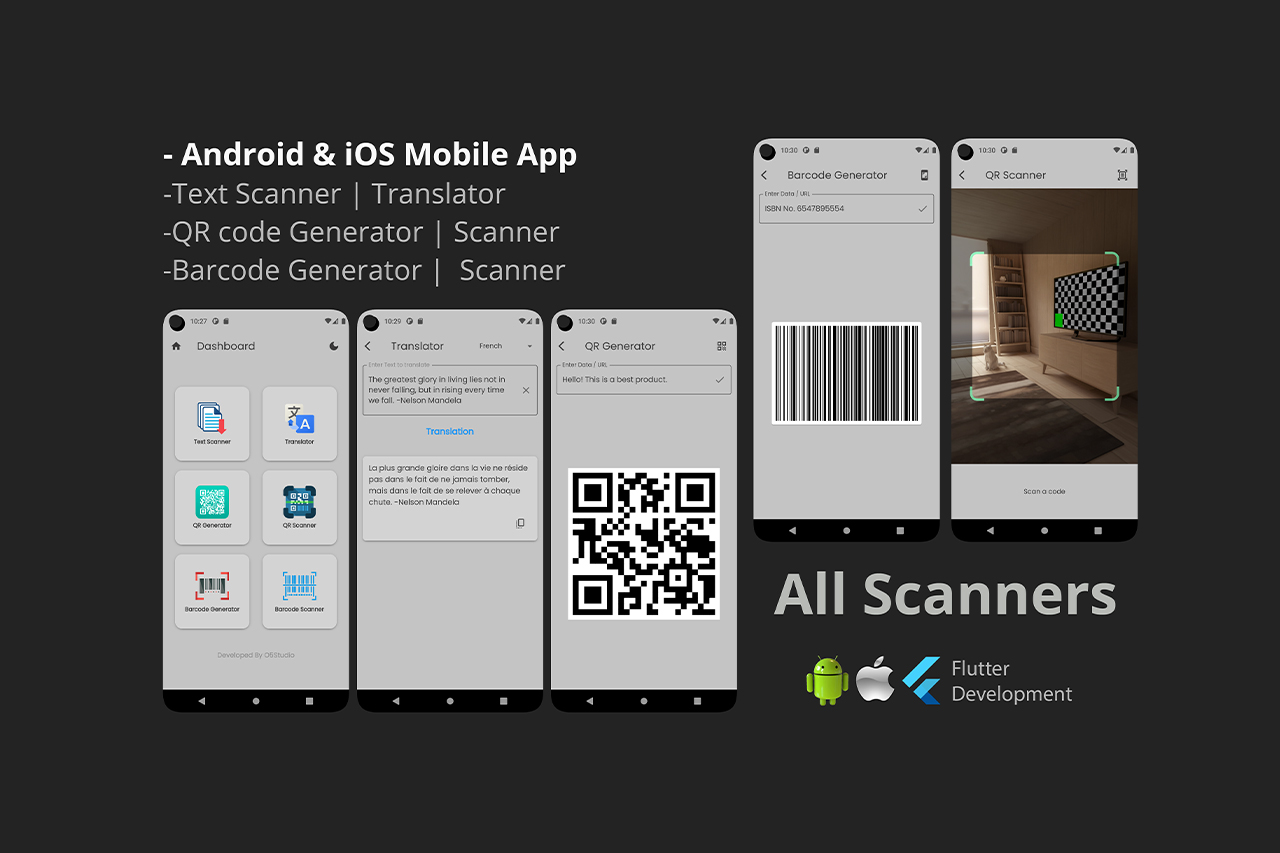 - Android & iOS Mobile App
-Text Scanner | Translator
-QR code Generator | Scanner
-Barcode Generator | Scanner
10:27
Dashboard
Text Scanner
Translator
QR Generator
QR Scanner
Barcode Generator
Barcode Scanner
Developed By O6Studio
10:29
Translator
French
Enter Text to translate
The greatest glory in living lies not in
never falling, but in rising every time
we fall. -Nelson Mandela
Translation
La plus grande gloire dans la vie ne réside
pas dans le fait de ne jamais tomber,
mais dans le fait de se relever à chaque
chute. -Nelson Mandela
10:30
QR Generator
Enter Data / URL
Hello! This is a best product.
10:30
Barcode Generator
Enter Data / URL
ISBN No. 6547895554
10:30
QR Scanner
Scan a code
All Scanners
Flutter
Development